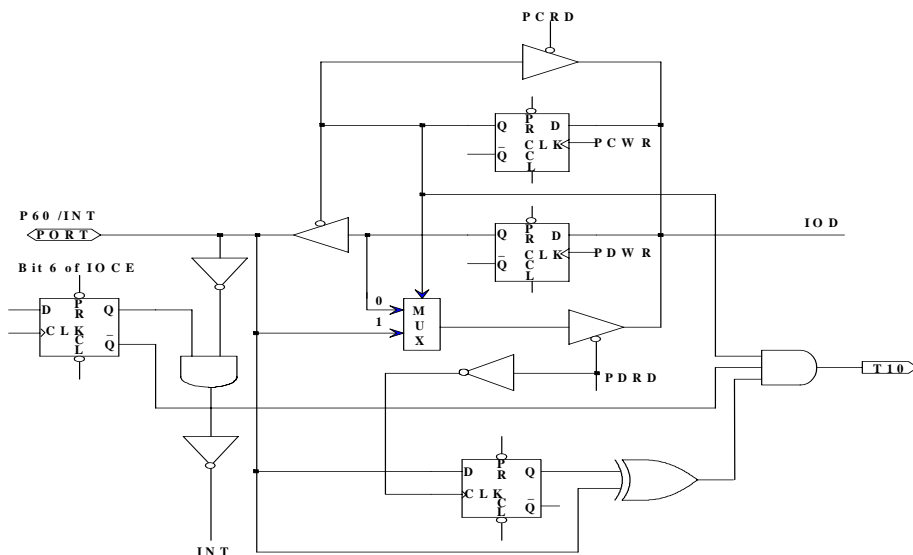 PCRD
Q PR D
CLK PCWR
Q CL
P60 /INT
PORT
IOD
Q PR D
CLK PDWR
Q CL
Bit 6 of IOCE
D PR Q
CLK
CL Q
0
1
MUX
PDRD
T10
D PR Q
CLK
CL Q
INT